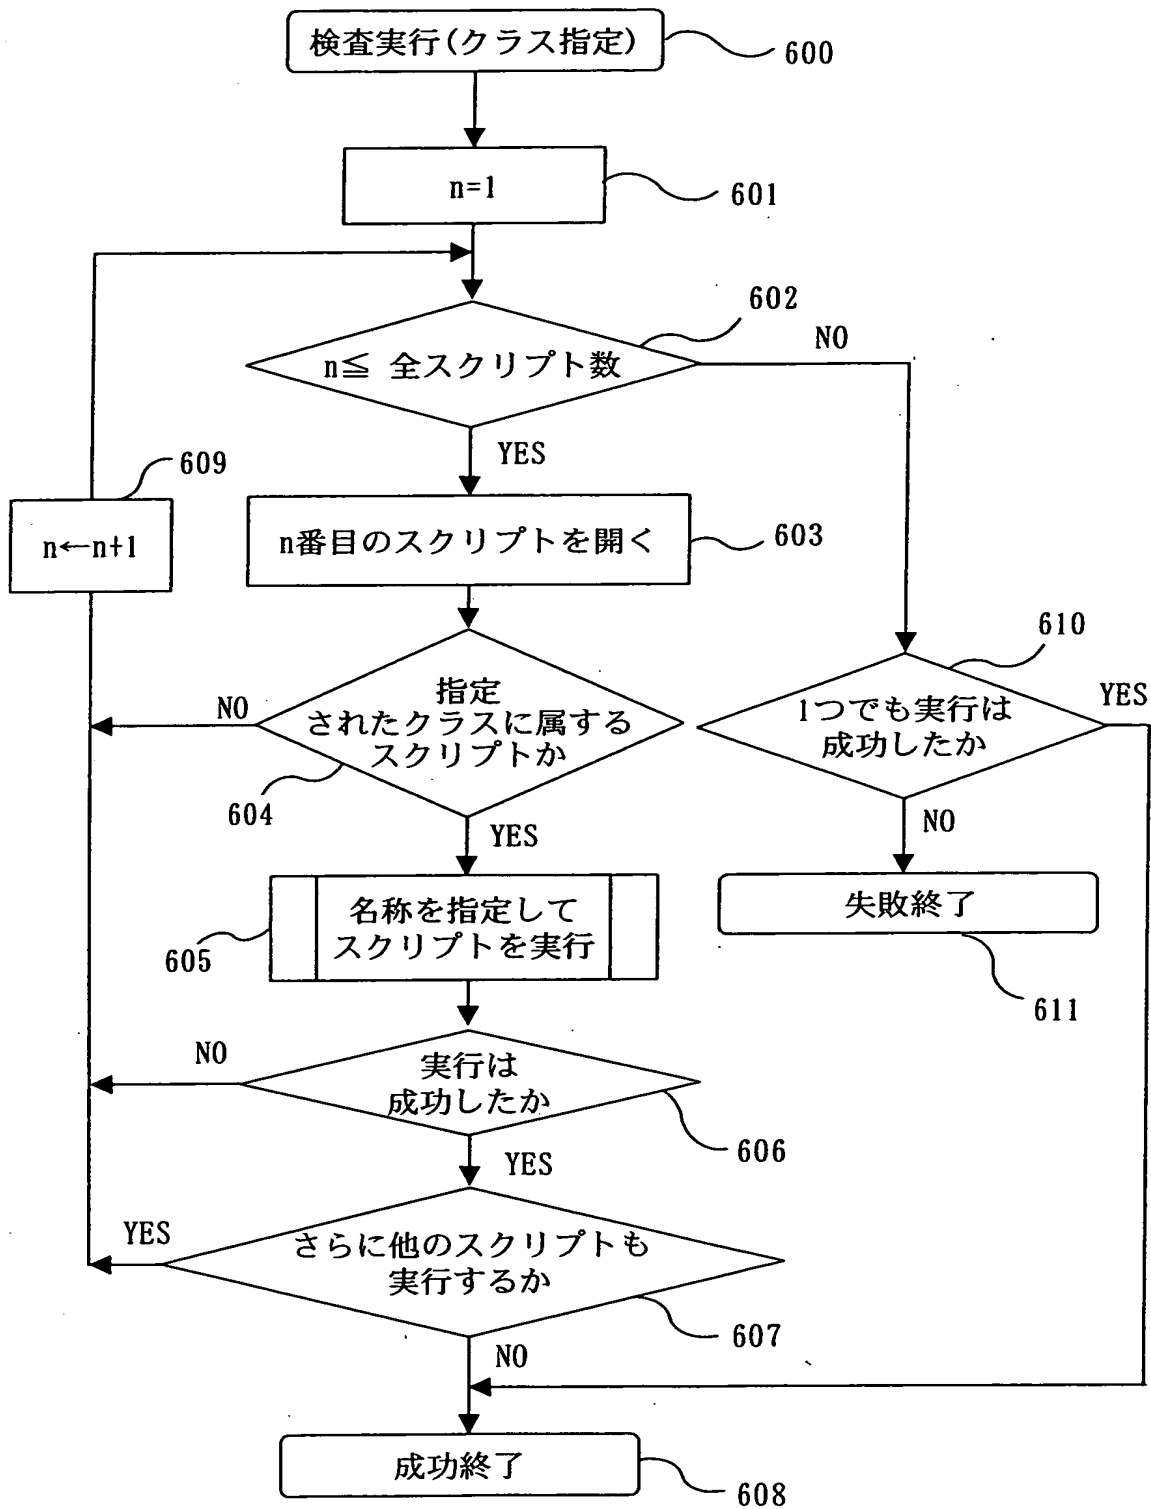 検査実行(クラス指定)
600
n=1
601
602
n≦ 全スクリプト数
NO
YES
609
n←n+1
n番目のスクリプトを開く
603
610
指定
されたクラスに属する
スクリプトか
NO
604
YES
1つでも実行は
成功したか
YES
NO
名称を指定して
スクリプトを実行
605
失敗終了
611
実行は
成功したか
NO
606
YES
さらに他のスクリプトも
実行するか
YES
607
NO
成功終了
608